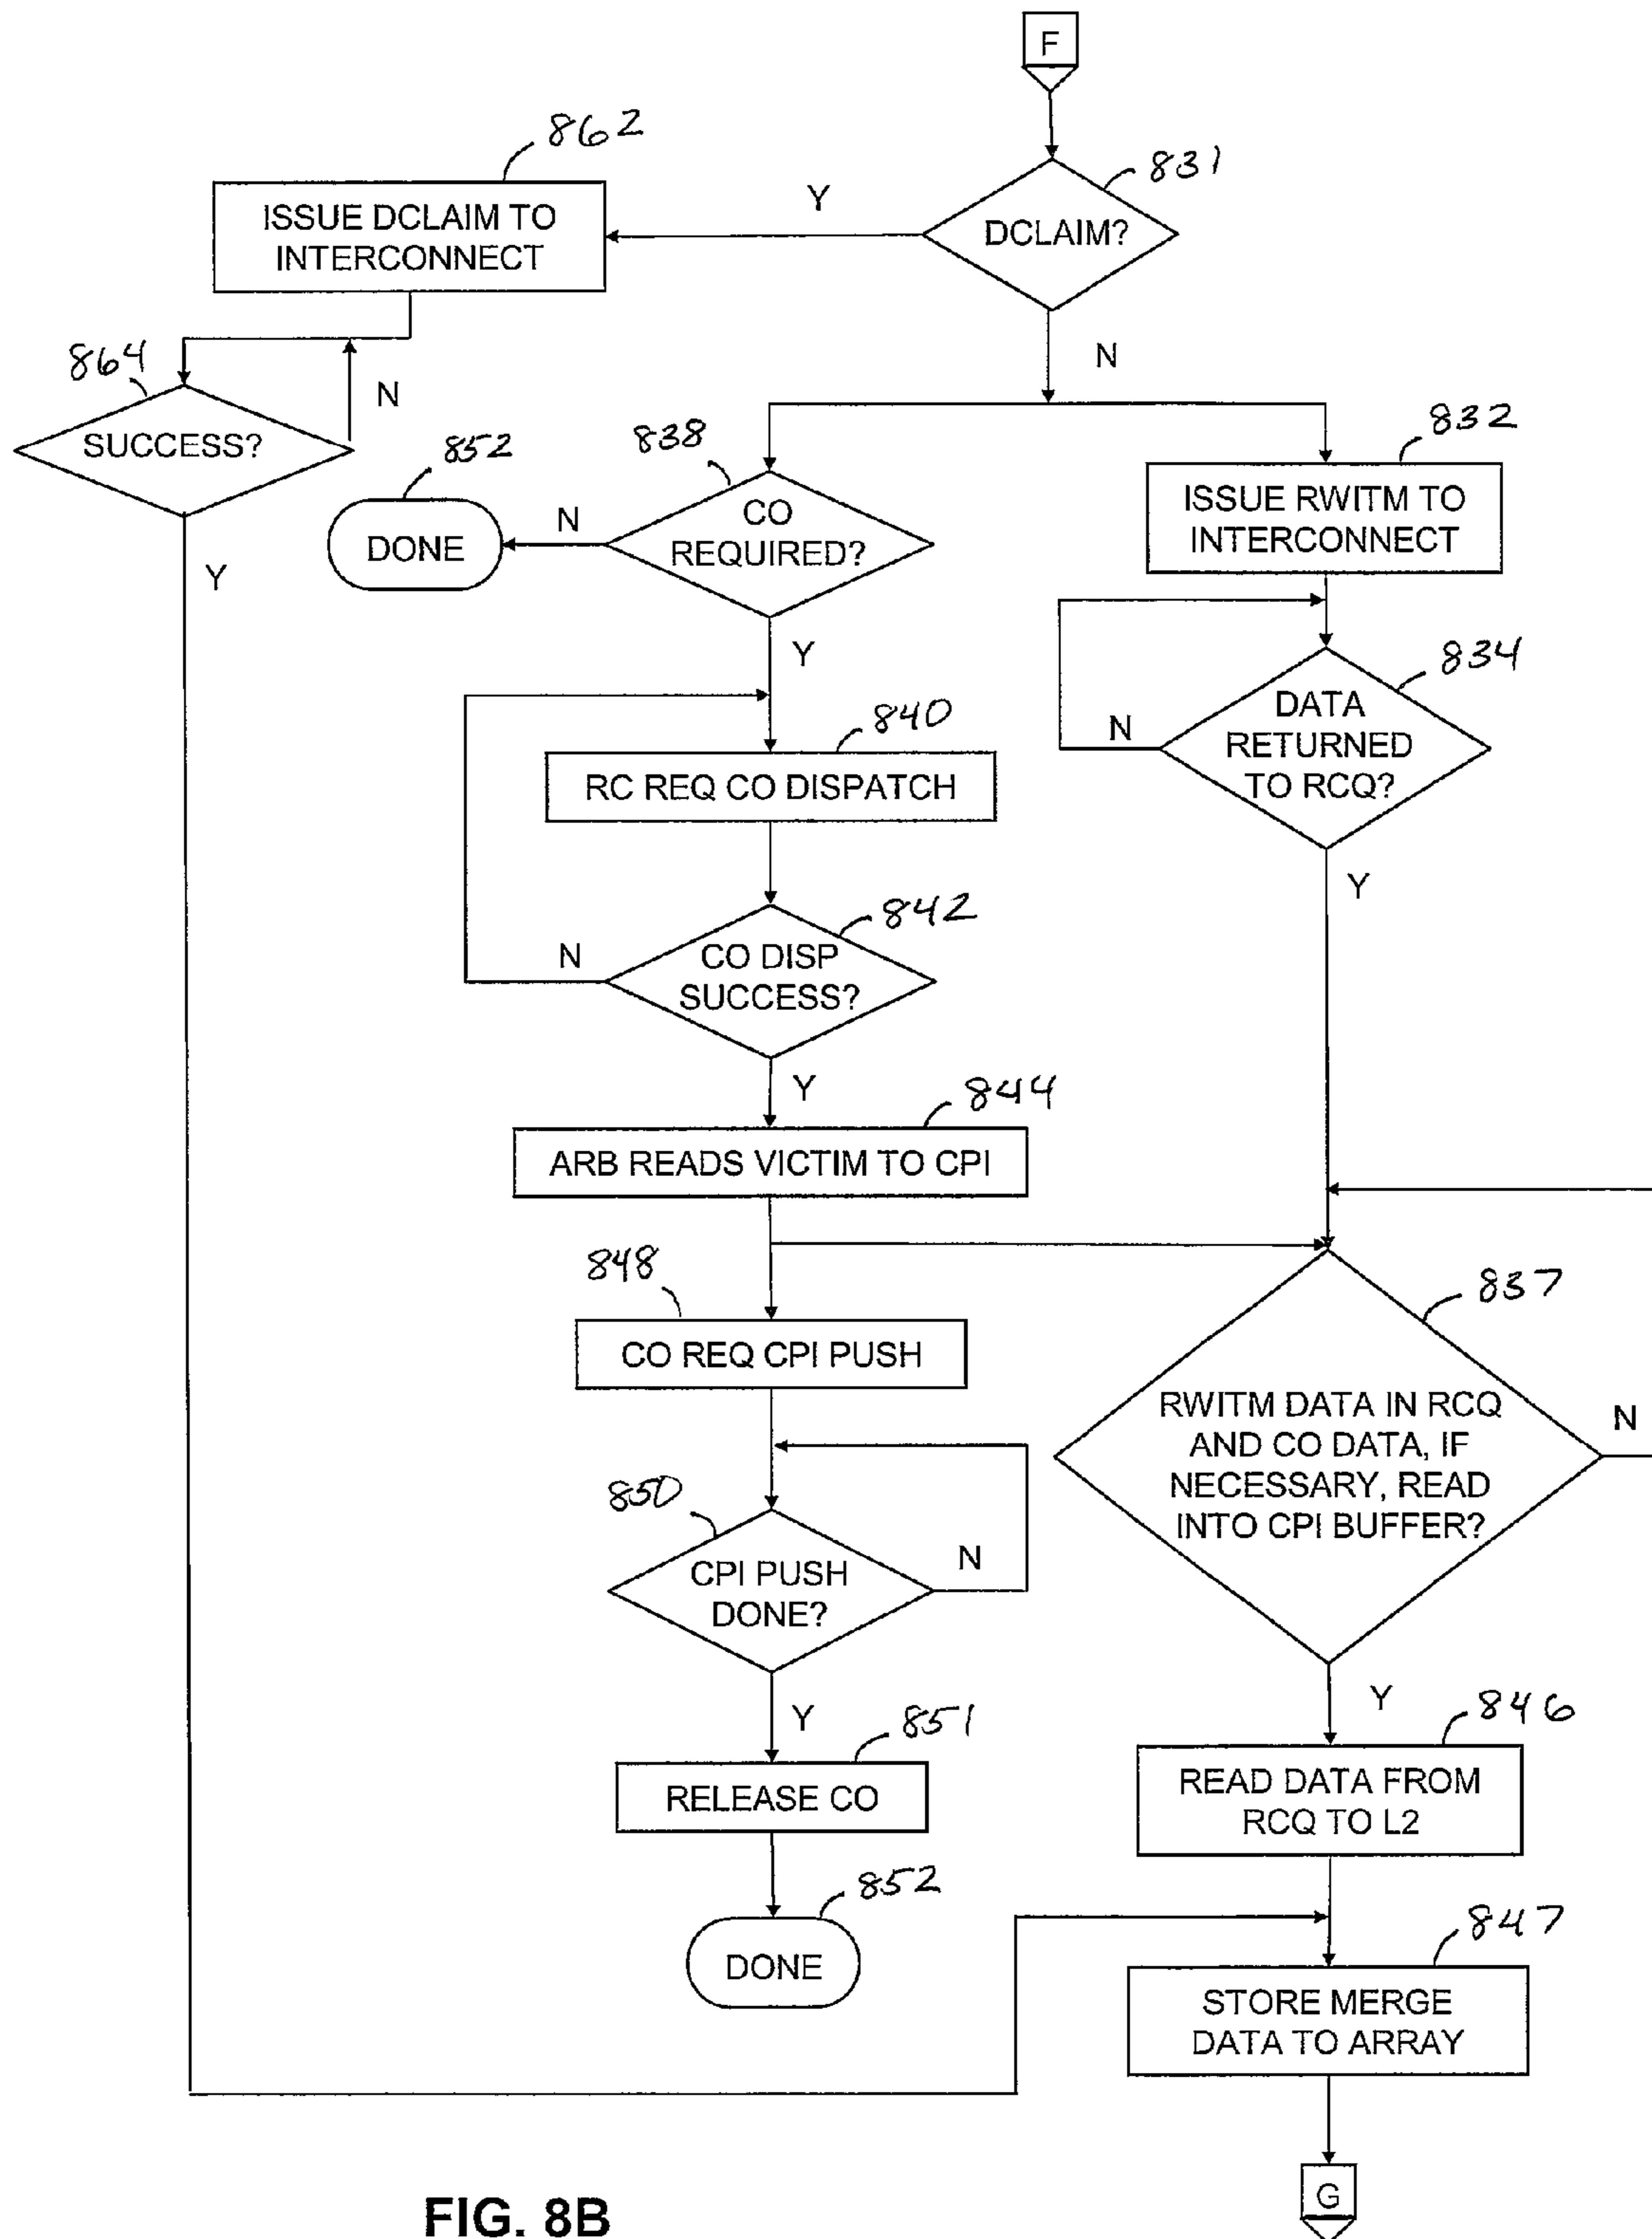 F
862
831
ISSUE DCLAIM TO
INTERCONNECT
Y
DCLAIM?
864
N
N
SUCCESS?
852
838
832
DONE
N
CO
REQUIRED?
ISSUE RWITM TO
INTERCONNECT
Y
Y
834
840
DATA
RETURNED
TO RCQ?
N
RC REQ CO DISPATCH
Y
842
CO DISP
SUCCESS?
N
Y
844
ARB READS VICTIM TO CPI
848
837
CO REQ CPI PUSH
RWITM DATA IN RCQ
AND CO DATA, IF
NECESSARY, READ
INTO CPI BUFFER?
N
850
CPI PUSH
DONE?
N
Y
Y
851
846
RELEASE CO
READ DATA FROM
RCQ TO L2
852
847
DONE
STORE MERGE
DATA TO ARRAY
G
FIG. 8B